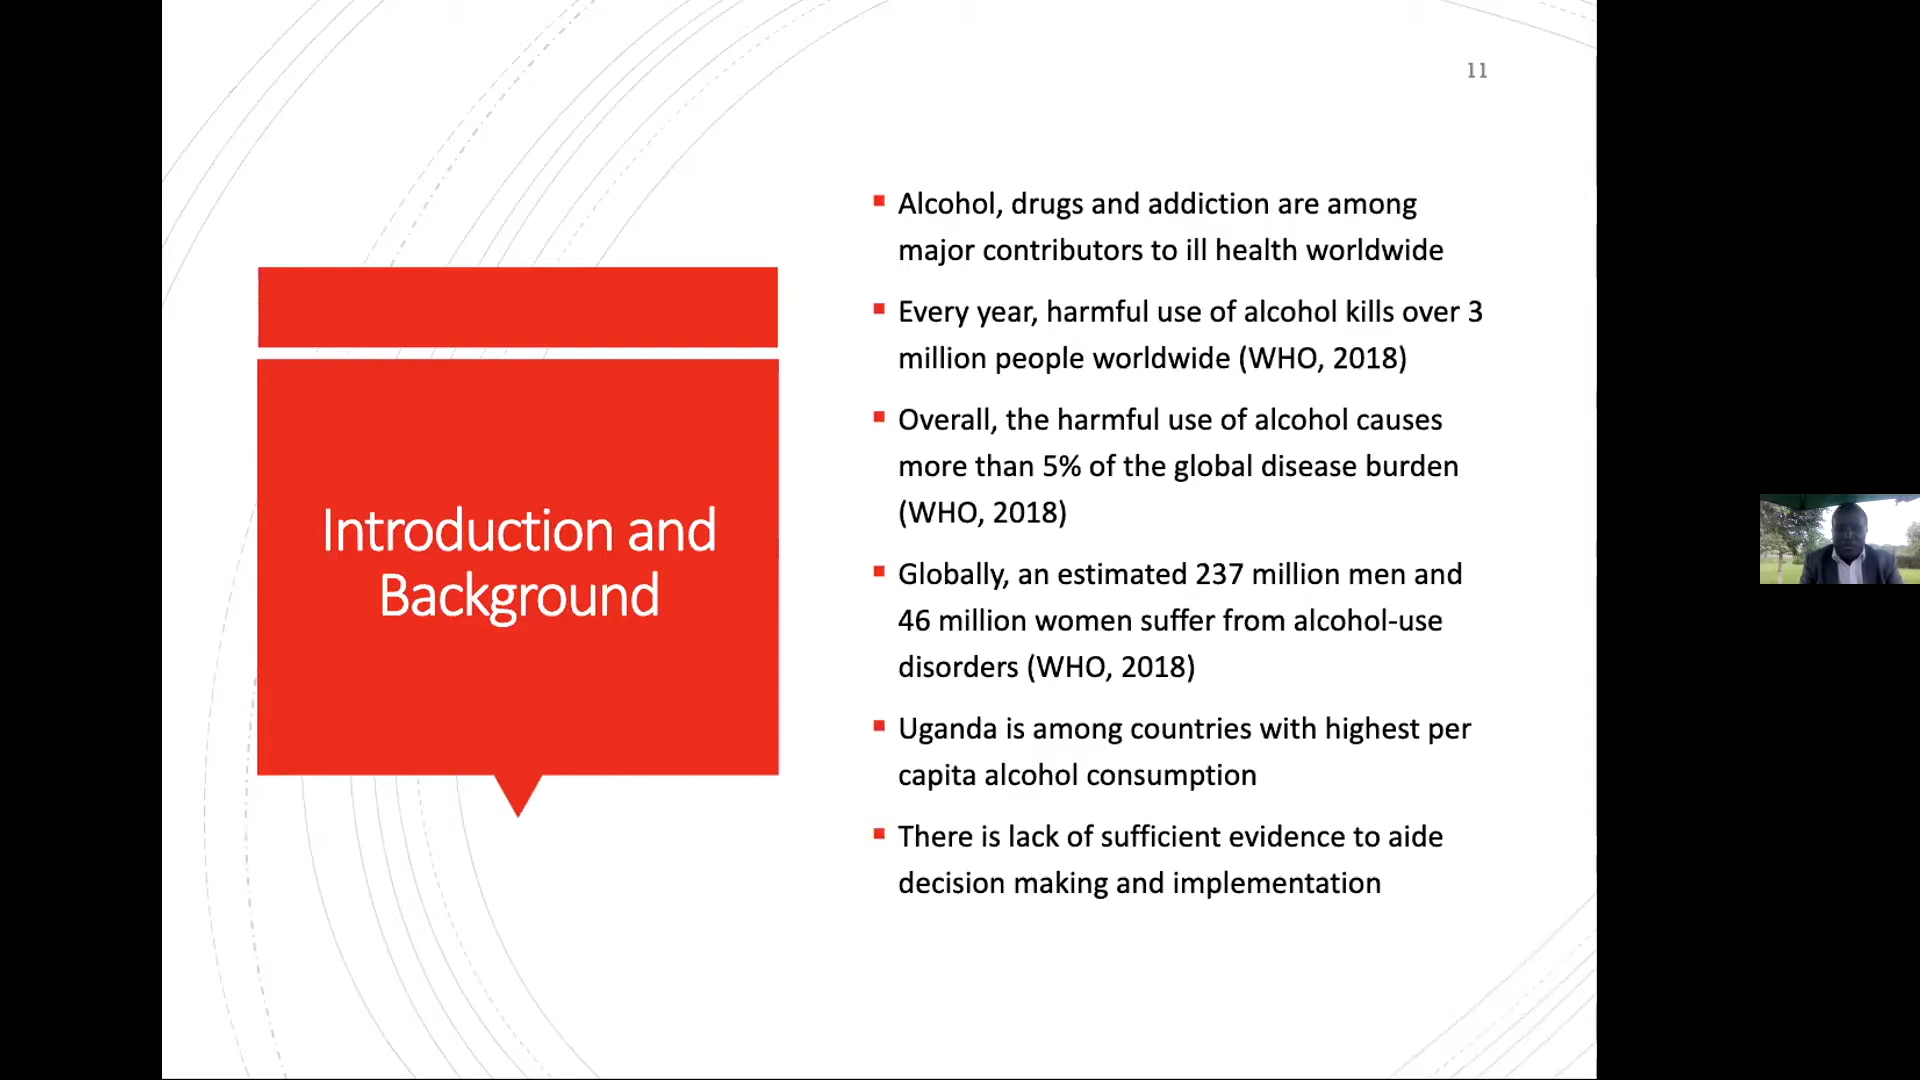 11
Introduction and
Background
Alcohol, drugs and addiction are among
major contributors to ill health worldwide
Every year, harmful use of alcohol kills over 3
million people worldwide (WHO, 2018)
Overall, the harmful use of alcohol causes
more than 5% of the global disease burden
(WHO, 2018)
Globally, an estimated 237 million men and
46 million women suffer from alcohol-use
disorders (WHO, 2018)
Uganda is among countries with highest per
capita alcohol consumption
There is lack of sufficient evidence to aide
decision making and implementation